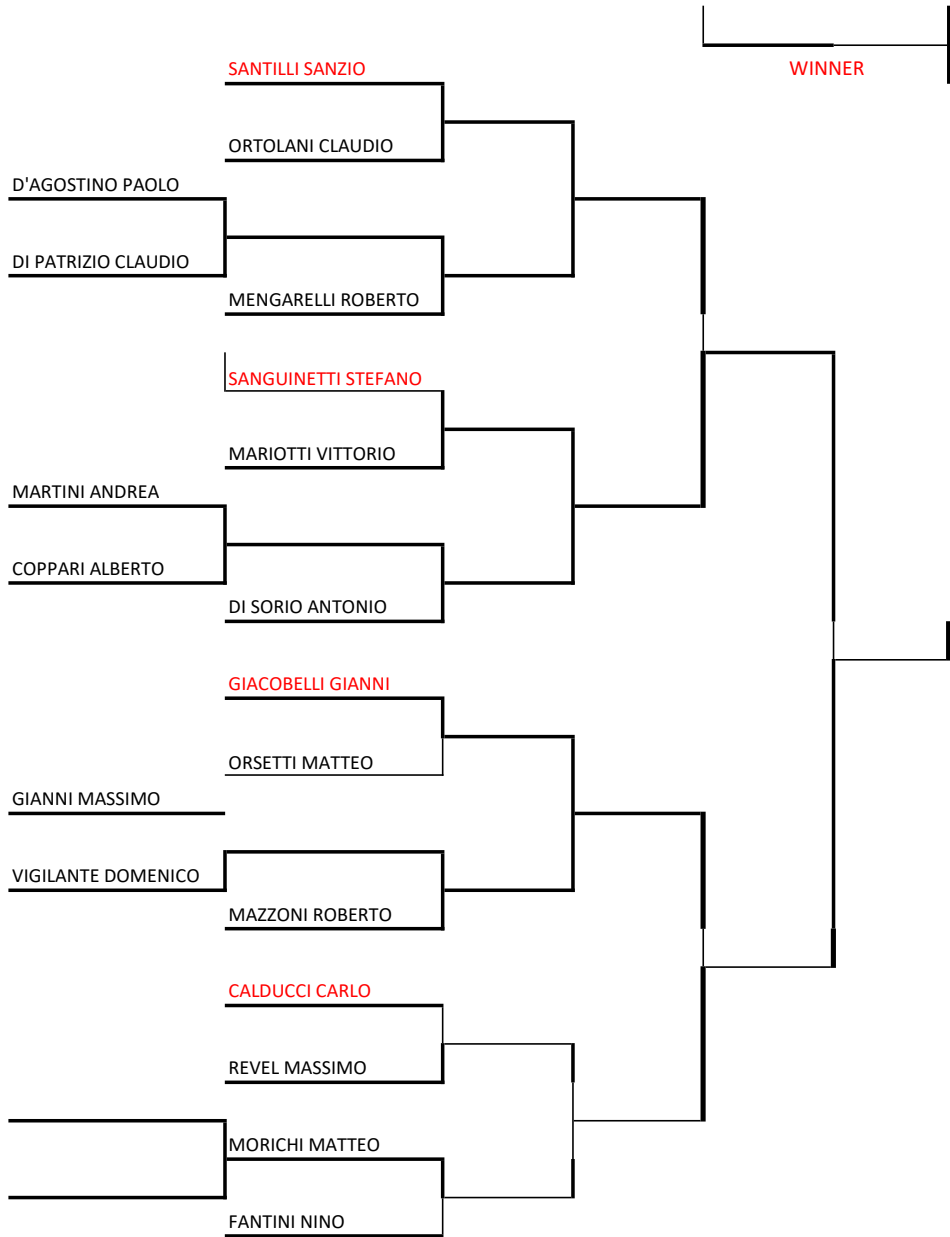 WINNER
SANTILLI SANZIO
ORTOLANI CLAUDIO
D'AGOSTINO PAOLO
DI PATRIZIO CLAUDIO
MENGARELLI ROBERTO
SANGUINETTI STEFANO
MARIOTTI VITTORIO
MARTINI ANDREA
COPPARI ALBERTO
DI SORIO ANTONIO
GIACOBELLI GIANNI
ORSETTI MATTEO
GIANNI MASSIMO
VIGILANTE DOMENICO
MAZZONI ROBERTO
CALDUCCI CARLO
REVEL MASSIMO
MORICHI MATTEO
FANTINI NINO